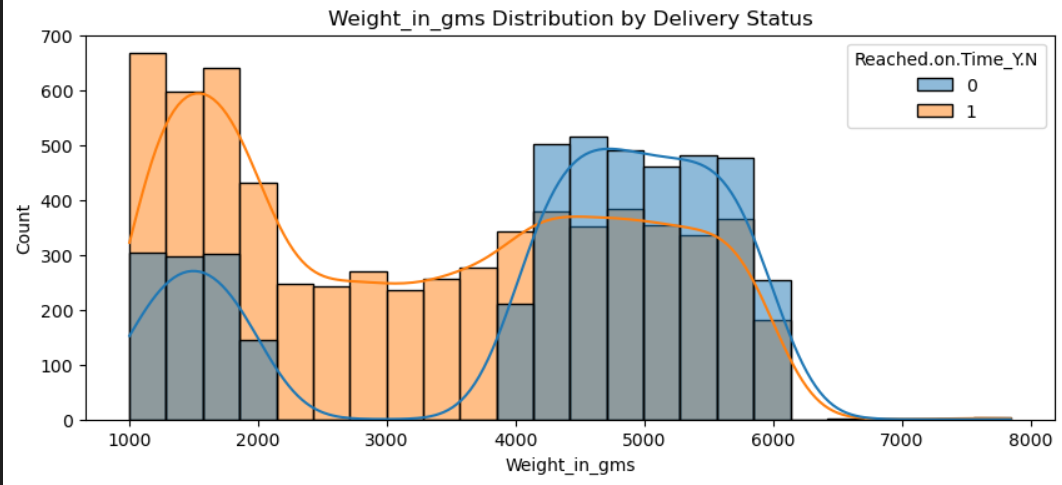 Weight_in_gms Distribution by Delivery Status
Reached.on.Time_Y.N
0
1
700
600
500
400
300
200
100
0
Count
1000 2000 3000 4000 5000 6000 7000 8000
Weight_in_gms